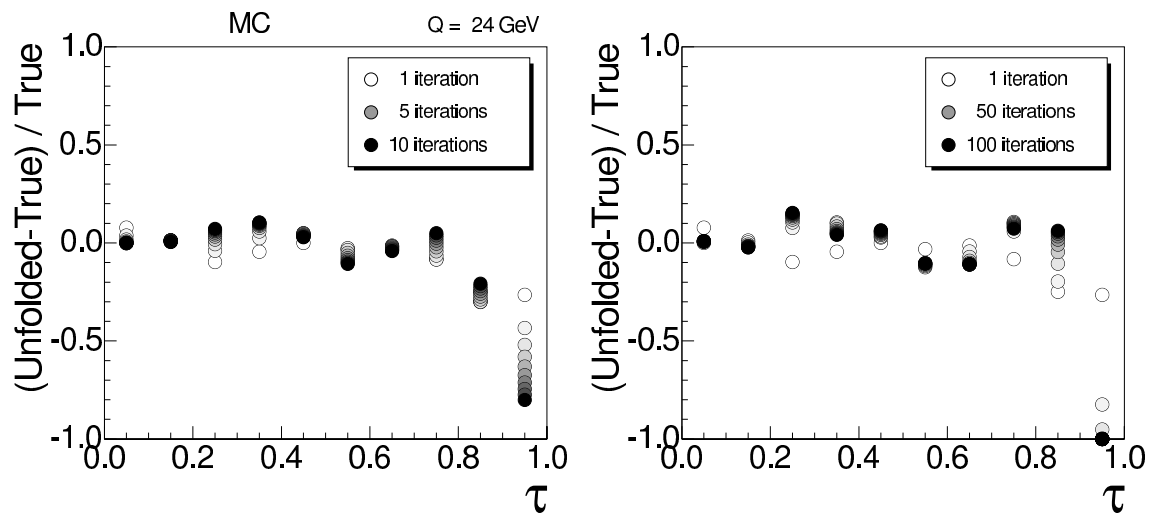 MC Q = 24 GeV
(Unfolded-True) / True
1.0
0.5
0.0
-0.5
-1.0
1 iteration
5 iterations
10 iterations
0.0 0.2 0.4 0.6 0.8 1.0
τ
(Unfolded-True) / True
1.0
0.5
0.0
-0.5
-1.0
1 iteration
50 iterations
100 iterations
0.0 0.2 0.4 0.6 0.8 1.0
τ